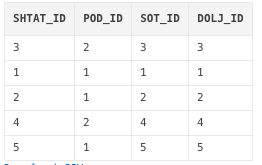 SHTAT_ID POD_ID SOT_ID DOLJ_ID
3 2 3 3
1 1 1 1
2 1 2 2
4 2 4 4
5 1 5 5